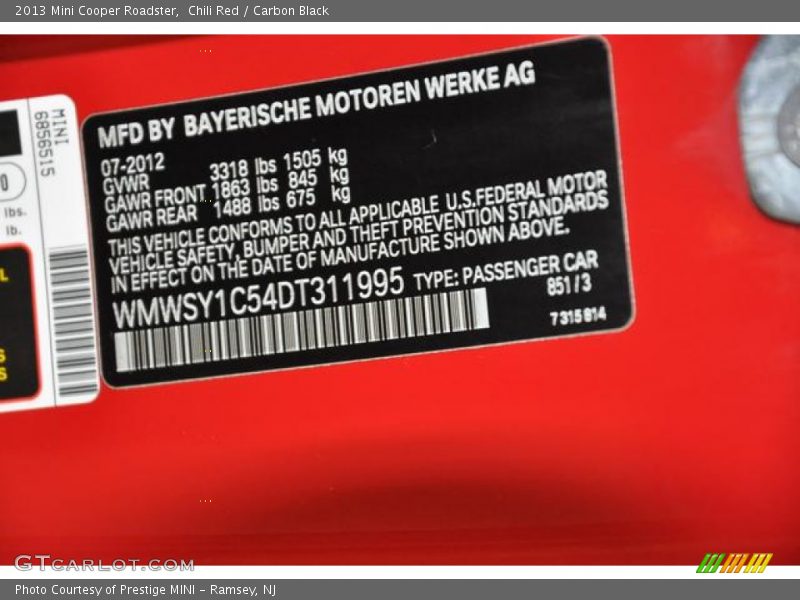 2013 Mini Cooper Roadster, Chili Red / Carbon Black
MINI
6856515
0
lbs.
lb.
L
S
S
MFD BY BAYERISCHE MOTOREN WERKE AG
07-2012
GVWR 3318 lbs 1505 kg
GAWR FRONT 1863 lbs 845 kg
GAWR REAR 1488 lbs 675 kg
THIS VEHICLE CONFORMS TO ALL APPLICABLE U.S.FEDERAL MOTOR
VEHICLE SAFETY, BUMPER AND THEFT PREVENTION STANDARDS
IN EFFECT ON THE DATE OF MANUFACTURE SHOWN ABOVE.
WMWSY1C54DT311995 TYPE: PASSENGER CAR
851/3
7315814
GTCARLOT.COM
Photo Courtesy of Prestige MINI - Ramsey, NJ